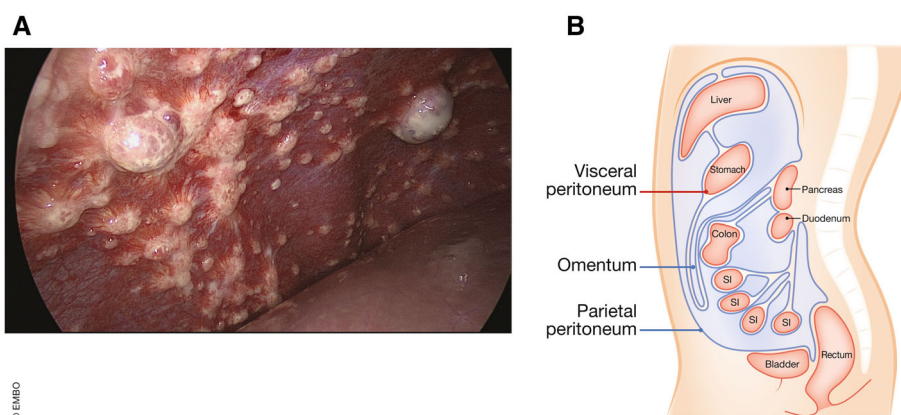 A
B
Liver
Stomach
Visceral
peritoneum
Pancreas
Duodenum
Colon
Omentum
SI
SI
SI
SI
Parietal
peritoneum
Bladder
Rectum
EMBO